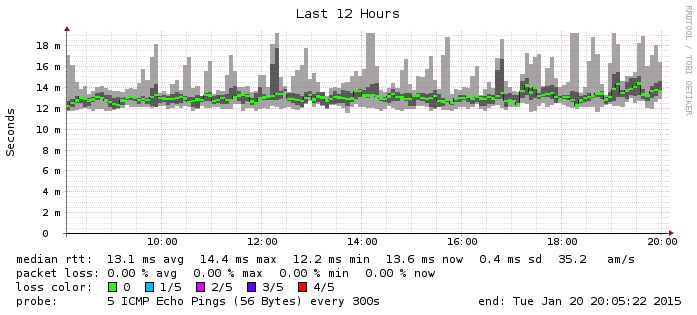 Last 12 Hours
RRDTOOL / TOBI OETIKER
Seconds
18 m
16 m
14 m
12 m
10 m
8 m
6 m
4 m
2 m
0
10:00 12:00 14:00 16:00 18:00 20:00
median rtt: 13.1 ms avg 14.4 ms max 12.2 ms min 13.6 ms now 0.4 ms sd 35.2 am/s
packet loss: 0.00 % avg 0.00 % max 0.00 % min 0.00 % now
loss color: 0 1/5 2/5 3/5 4/5
probe: 5 ICMP Echo Pings (56 Bytes) every 300s end: Tue Jan 20 20:05:22 2015